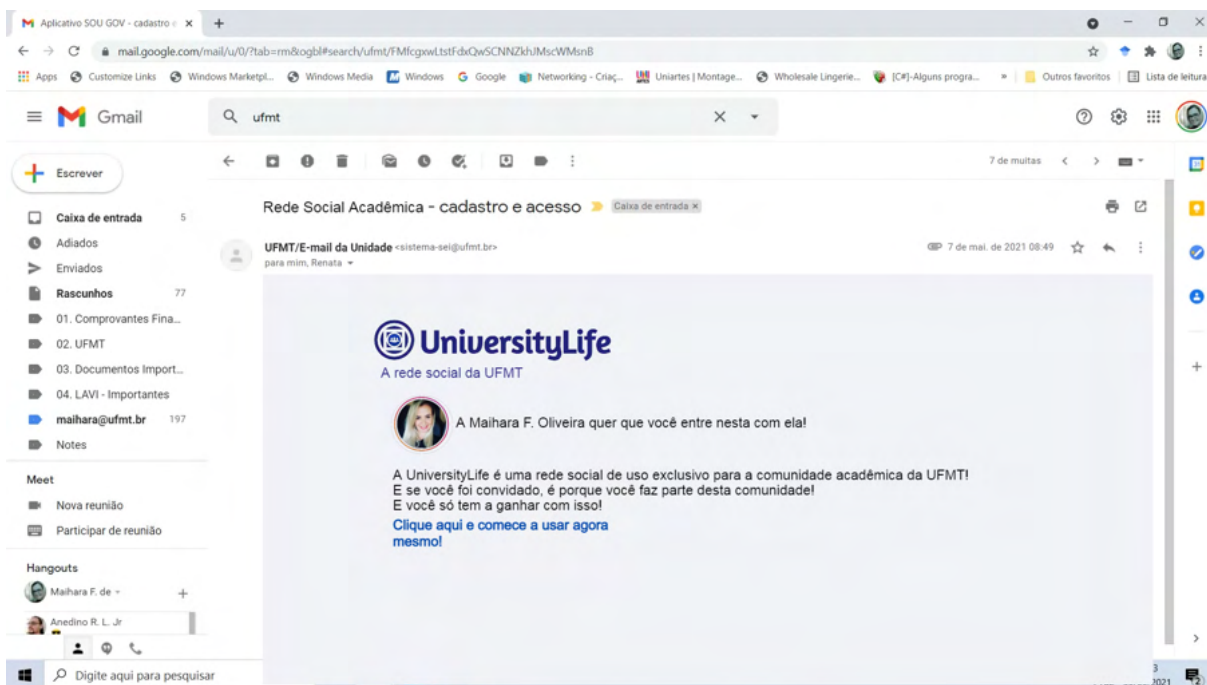 Aplicativo SOU GOV - cadastro e
mail.google.com/mail/u/0/?tab=rm&ogbl#search/ufmt/FMfcgxwLtstFdxQwSCNNZkhJMscWMsnB
Apps Customize Links Windows Marketpl... Windows Media Windows Google Networking - Criaç... Uniartes | Montage... Wholesale Lingerie... [C#]-Alguns progra... » Outros favoritos Lista de leitura
Gmail
ufmt
Escrever
7 de muitas
Caixa de entrada 5
Adiados
Enviados
Rascunhos 77
01. Comprovantes Fina...
02. UFMT
03. Documentos Import...
04. LAVI - Importantes
maihara@ufmt.br 197
Notes
Meet
Nova reunião
Participar de reunião
Hangouts
Maihara F. de
Anedino R. L. Jr
Rede Social Acadêmica - cadastro e acesso Caixa de entrada x
UFMT/E-mail da Unidade <sistema-sei@ufmt.br>
7 de mai. de 2021 08:49
para mim, Renata
UniversityLife
A rede social da UFMT
A Maihara F. Oliveira quer que você entre nesta com ela!
A UniversityLife é uma rede social de uso exclusivo para a comunidade acadêmica da UFMT!
E se você foi convidado, é porque você faz parte desta comunidade!
E você só tem a ganhar com isso!
Clique aqui e comece a usar agora
mesmo!
Digite aqui para pesquisar